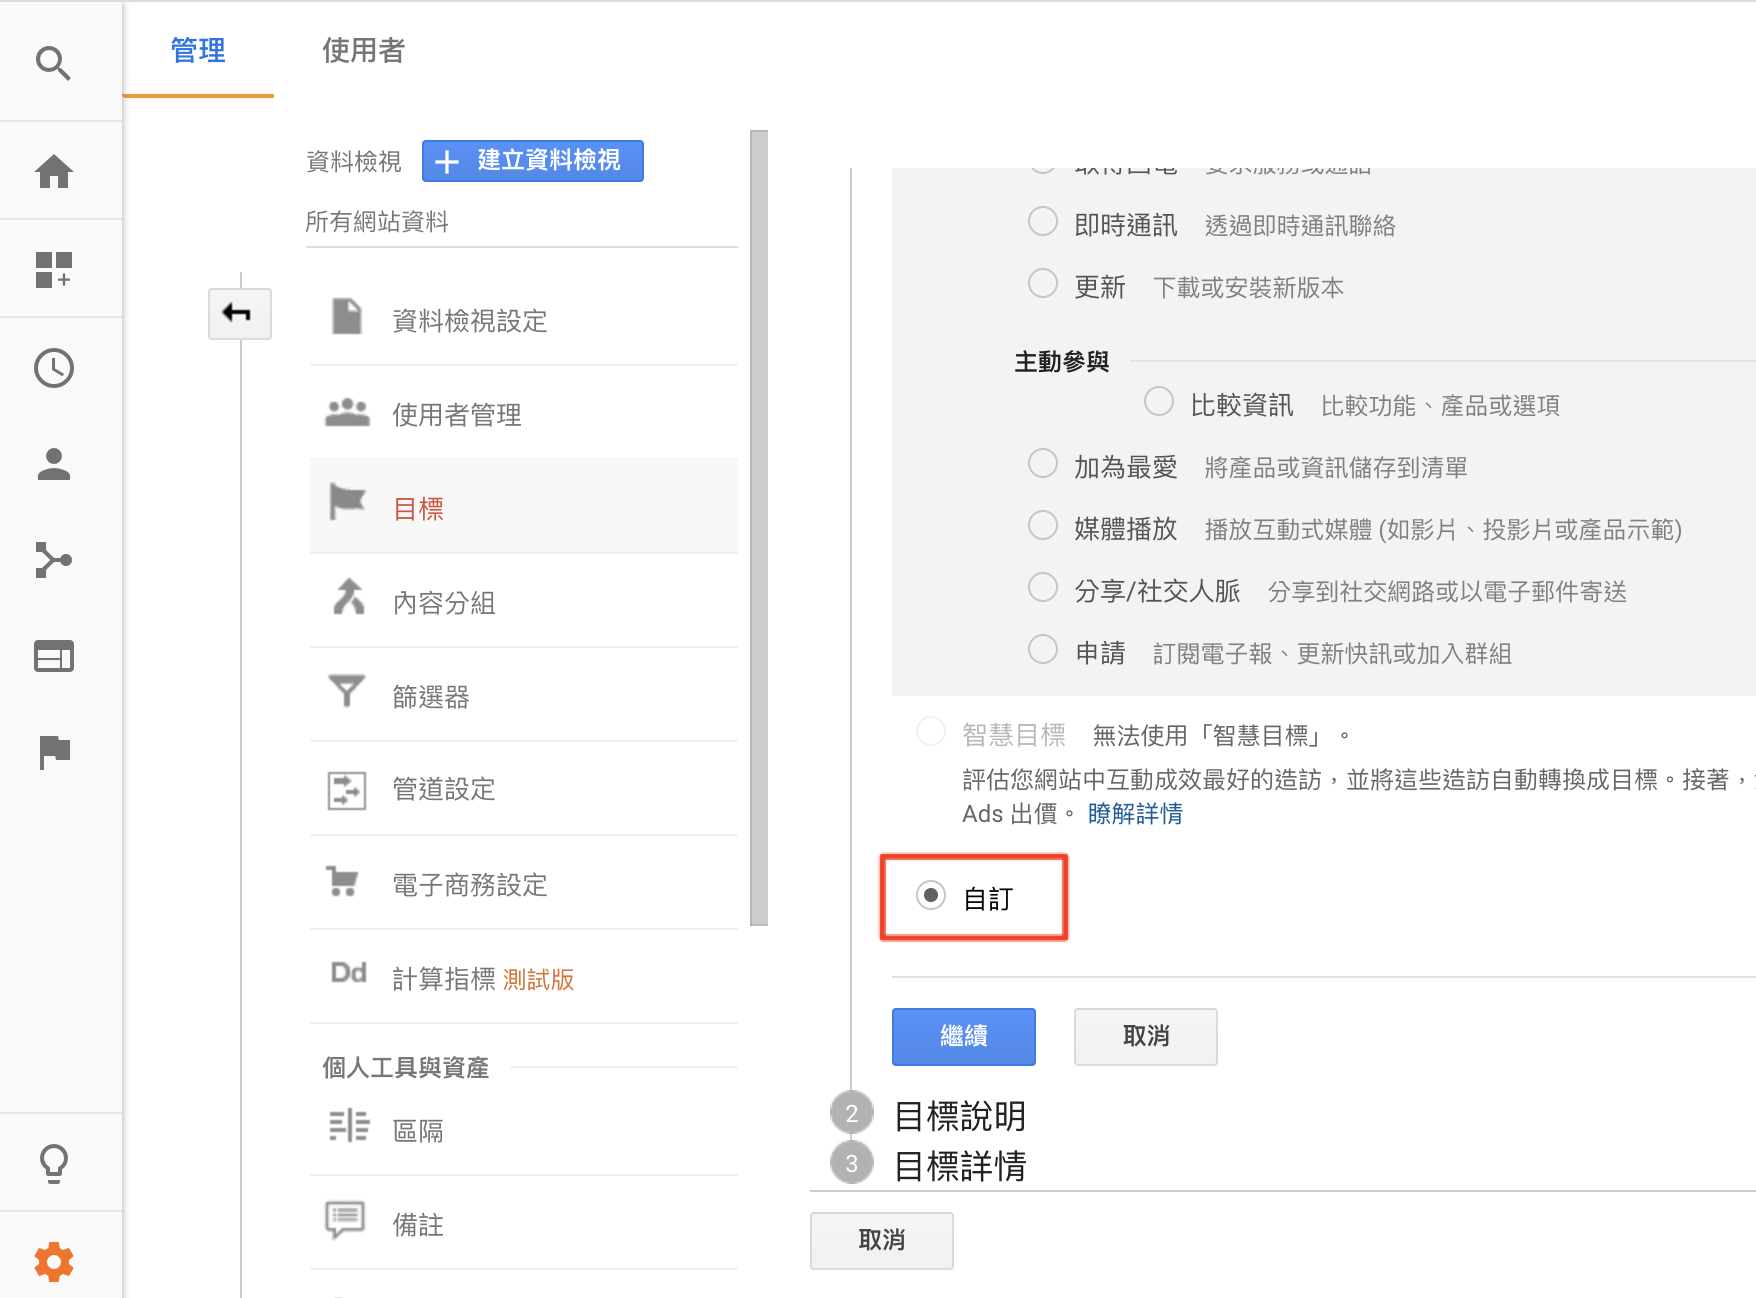 管理
使用者
資料檢視
+ 建立資料檢視
所有網站資料
資料檢視設定
使用者管理
目標
內容分組
篩選器
管道設定
電子商務設定
Dd 計算指標 測試版
個人工具與資產
區隔
備註
取得回電 要求服務或通話
即時通訊 透過即時通訊聯絡
更新 下載或安裝新版本
主動參與
比較資訊 比較功能、產品或選項
加為最愛 將產品或資訊儲存到清單
媒體播放 播放互動式媒體 (如影片、投影片或產品示範)
分享/社交人脈 分享到社交網路或以電子郵件寄送
申請 訂閱電子報、更新快訊或加入群組
智慧目標 無法使用「智慧目標」。
評估您網站中互動成效最好的造訪，並將這些造訪自動轉換成目標。接著，
Ads 出價。 瞭解詳情
自訂
繼續
取消
2 目標說明
3 目標詳情
取消